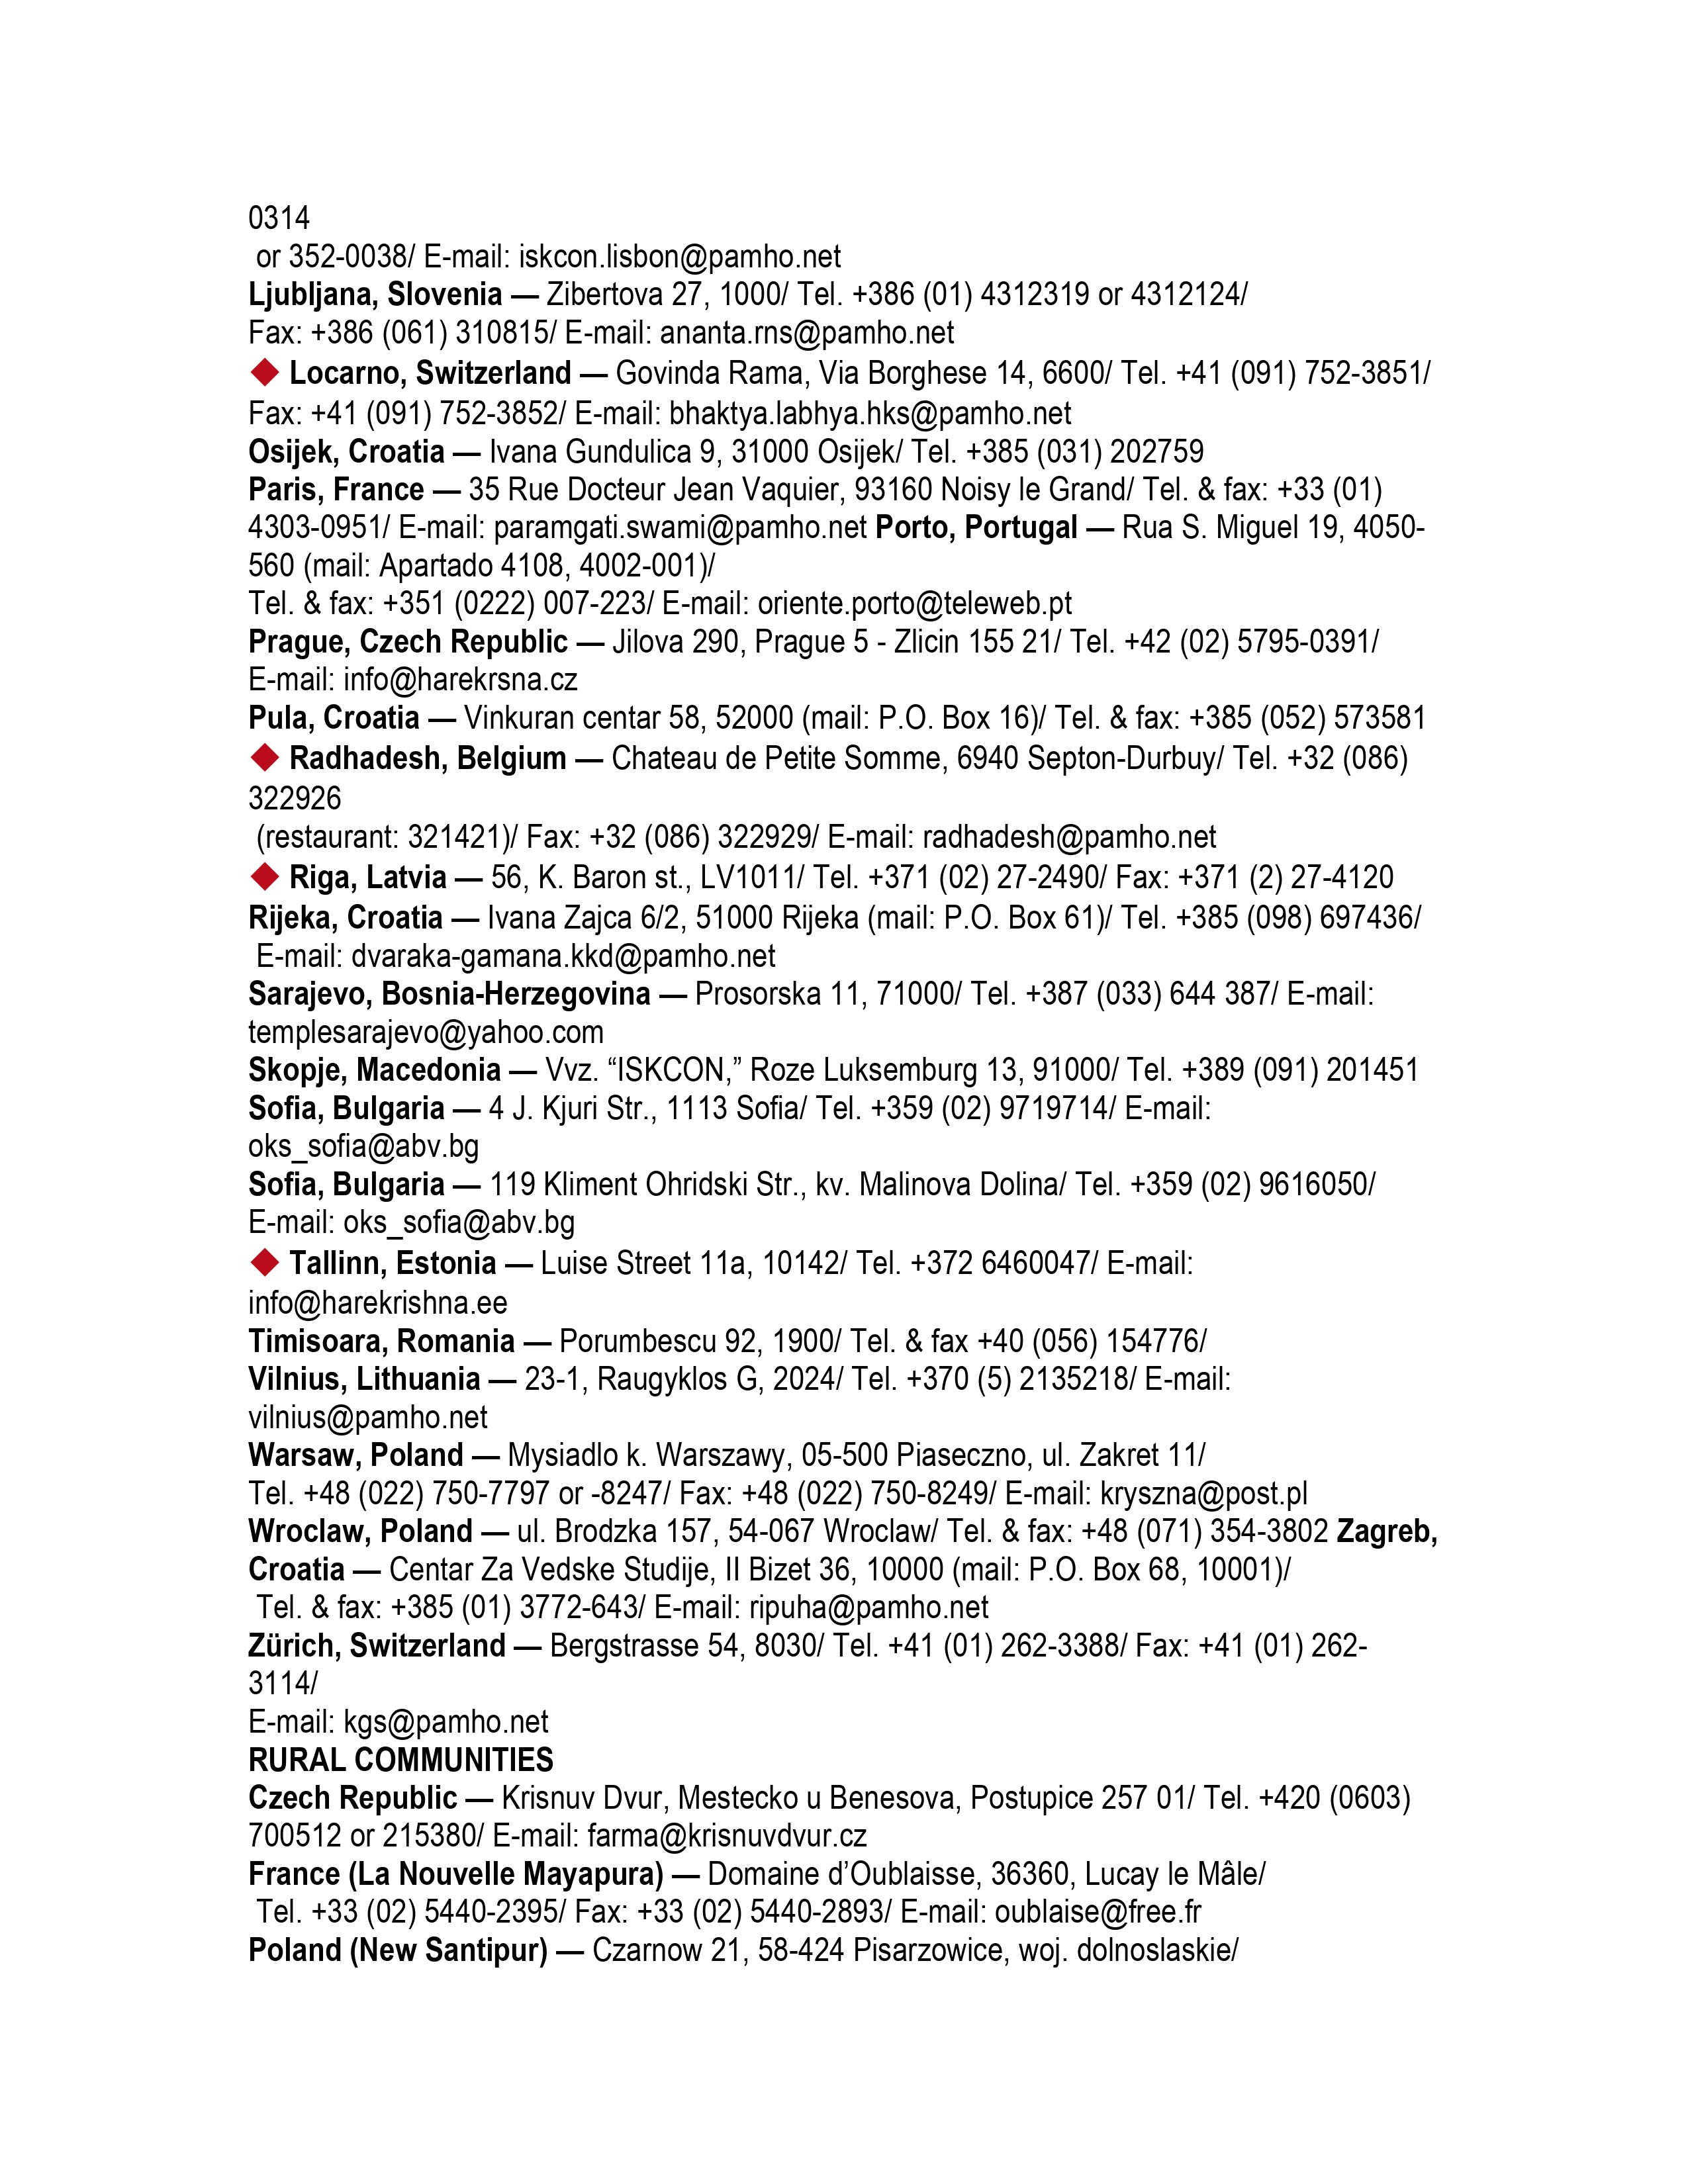 0314
or 352-0038/ E-mail: iskcon.lisbon@pamho.net
Ljubljana, Slovenia — Zibertova 27, 1000/ Tel. +386 (01) 4312319 or 4312124/
Fax: +386 (061) 310815/ E-mail: ananta.rns@pamho.net
◆ Locarno, Switzerland — Govinda Rama, Via Borghese 14, 6600/ Tel. +41 (091) 752-3851/
Fax: +41 (091) 752-3852/ E-mail: bhaktya.labhya.hks@pamho.net
Osijek, Croatia — Ivana Gundulica 9, 31000 Osijek/ Tel. +385 (031) 202759
Paris, France — 35 Rue Docteur Jean Vaquier, 93160 Noisy le Grand/ Tel. & fax: +33 (01)
4303-0951/ E-mail: paramgati.swami@pamho.net Porto, Portugal — Rua S. Miguel 19, 4050-
560 (mail: Apartado 4108, 4002-001)/
Tel. & fax: +351 (0222) 007-223/ E-mail: oriente.porto@teleweb.pt
Prague, Czech Republic — Jilova 290, Prague 5 - Zlicin 155 21/ Tel. +42 (02) 5795-0391/
E-mail: info@harekrsna.cz
Pula, Croatia — Vinkuran centar 58, 52000 (mail: P.O. Box 16)/ Tel. & fax: +385 (052) 573581
◆ Radhadesh, Belgium — Chateau de Petite Somme, 6940 Septon-Durbuy/ Tel. +32 (086)
322926
(restaurant: 321421)/ Fax: +32 (086) 322929/ E-mail: radhadesh@pamho.net
◆ Riga, Latvia — 56, K. Baron st., LV1011/ Tel. +371 (02) 27-2490/ Fax: +371 (2) 27-4120
Rijeka, Croatia — Ivana Zajca 6/2, 51000 Rijeka (mail: P.O. Box 61)/ Tel. +385 (098) 697436/
E-mail: dvaraka-gamana.kkd@pamho.net
Sarajevo, Bosnia-Herzegovina — Prosorska 11, 71000/ Tel. +387 (033) 644 387/ E-mail:
templesarajevo@yahoo.com
Skopje, Macedonia — Vvz. “ISKCON,” Roze Luksemburg 13, 91000/ Tel. +389 (091) 201451
Sofia, Bulgaria — 4 J. Kjuri Str., 1113 Sofia/ Tel. +359 (02) 9719714/ E-mail:
oks_sofia@abv.bg
Sofia, Bulgaria — 119 Kliment Ohridski Str., kv. Malinova Dolina/ Tel. +359 (02) 9616050/
E-mail: oks_sofia@abv.bg
◆ Tallinn, Estonia — Luise Street 11a, 10142/ Tel. +372 6460047/ E-mail:
info@harekrishna.ee
Timisoara, Romania — Porumbescu 92, 1900/ Tel. & fax +40 (056) 154776/
Vilnius, Lithuania — 23-1, Raugyklos G, 2024/ Tel. +370 (5) 2135218/ E-mail:
vilnius@pamho.net
Warsaw, Poland — Mysiadlo k. Warszawy, 05-500 Piaseczno, ul. Zakret 11/
Tel. +48 (022) 750-7797 or -8247/ Fax: +48 (022) 750-8249/ E-mail: kryszna@post.pl
Wroclaw, Poland — ul. Brodzka 157, 54-067 Wroclaw/ Tel. & fax: +48 (071) 354-3802 Zagreb,
Croatia — Centar Za Vedske Studije, II Bizet 36, 10000 (mail: P.O. Box 68, 10001)/
Tel. & fax: +385 (01) 3772-643/ E-mail: ripuha@pamho.net
Zürich, Switzerland — Bergstrasse 54, 8030/ Tel. +41 (01) 262-3388/ Fax: +41 (01) 262-
3114/
E-mail: kgs@pamho.net
RURAL COMMUNITIES
Czech Republic — Krisnuv Dvur, Mestecko u Benesova, Postupice 257 01/ Tel. +420 (0603)
700512 or 215380/ E-mail: farma@krisnuvdvur.cz
France (La Nouvelle Mayapura) — Domaine d’Oublaisse, 36360, Lucay le Mâle/
Tel. +33 (02) 5440-2395/ Fax: +33 (02) 5440-2893/ E-mail: oublaise@free.fr
Poland (New Santipur) — Czarnow 21, 58-424 Pisarzowice, woj. dolnoslaskie/